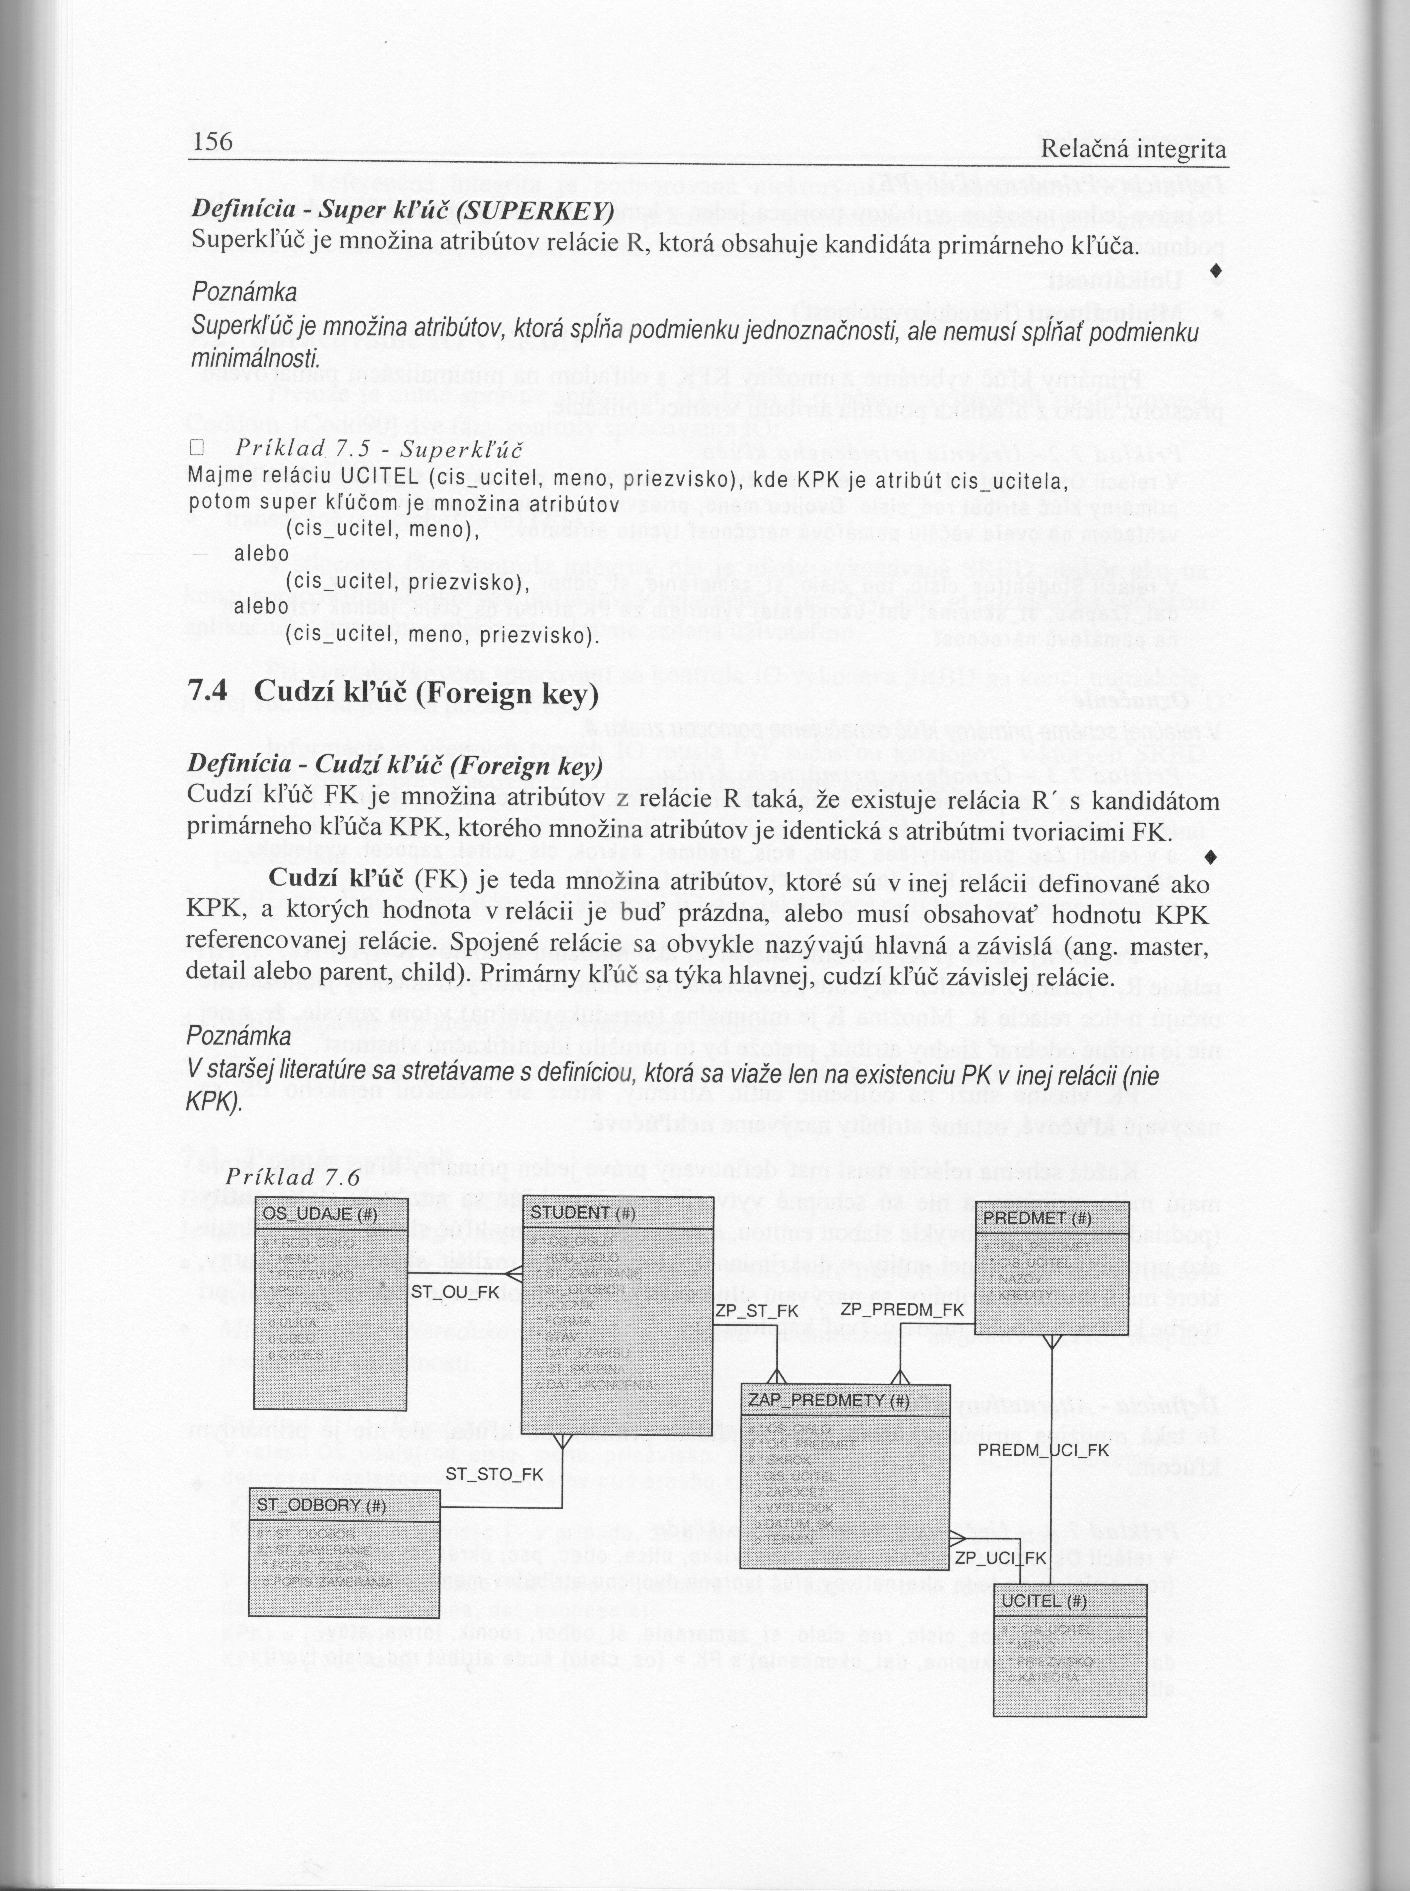 156
Relačná integrita
Definícia - Super kľúč (SUPERKEY)
Superkľúč je množina atribútov relácie R, ktorá obsahuje kandidáta primárneho kľúča.
♦
Poznámka
Superkľúč je množina atribútov, ktorá spĺňa podmienku jednoznačnosti, ale nemusí spĺňať podmienku
minimálnosti.
□ Príklad 7.5 - Superkľúč
Majme reláciu UCITEL (cis_ucitel, meno, priezvisko), kde KPK je atribút cis_ucitela,
potom super kľúčom je množina atribútov
(cis_ucitel, meno),
alebo
(cis_ucitel, priezvisko),
alebo
(cis_ucitel, meno, priezvisko).
7.4 Cudzí kľúč (Foreign key)
Definícia - Cudzí kľúč (Foreign key)
Cudzí kľúč FK je množina atribútov z relácie R taká, že existuje relácia R´ s kandidátom
primárneho kľúča KPK, ktorého množina atribútov je identická s atribútmi tvoriacimi FK.
♦
Cudzí kľúč (FK) je teda množina atribútov, ktoré sú v inej relácii definované ako
KPK, a ktorých hodnota v relácii je buď prázdna, alebo musí obsahovať hodnotu KPK
referencovanej relácie. Spojené relácie sa obvykle nazývajú hlavná a závislá (ang. master,
detail alebo parent, child). Primárny kľúč sa týka hlavnej, cudzí kľúč závislej relácie.
Poznámka
V staršej literatúre sa stretávame s definíciou, ktorá sa viaže len na existenciu PK v inej relácii (nie
KPK).
Príklad 7.6
OS_UDAJE (#)
STUDENT (#)
PREDMET (#)
ST_OU_FK
ZP_ST_FK
ZP_PREDM_FK
ZAP_PREDMETY (#)
PREDM_UCI_FK
ST_STO_FK
ST_ODBORY (#)
ZP_UCI_FK
UCITEL (#)